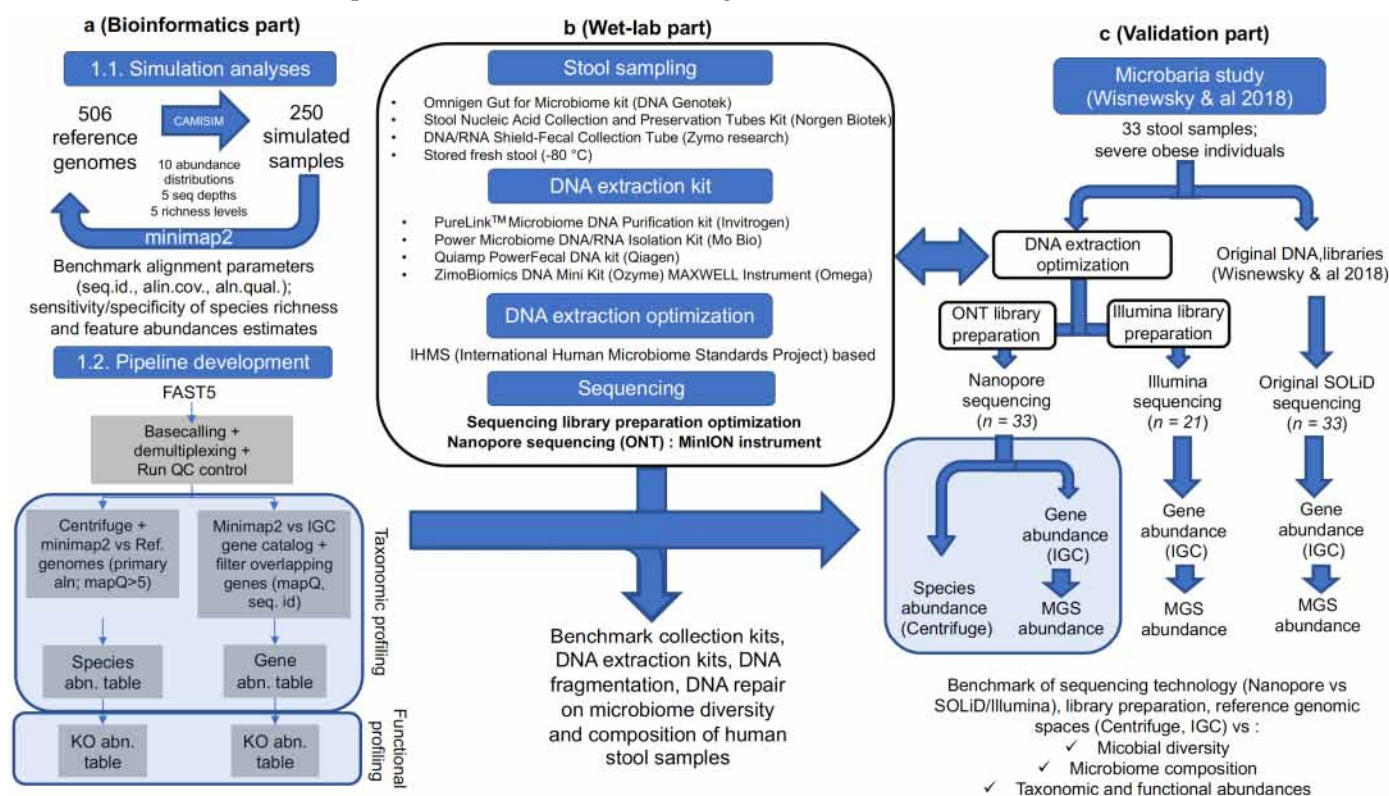 a (Bioinformatics part)
1.1. Simulation analyses
506
reference
genomes
CAMISIM
250
simulated
samples
10 abundance
distributions
5 seq depths
5 richness levels
minimap2
Benchmark alignment parameters
(seq.id., alin.cov., aln.qual.);
sensitivity/specificity of species richness
and feature abundances estimates
1.2. Pipeline development
FAST5
Basecalling +
demultiplexing +
Run QC control
Centrifuge +
minimap2 vs Ref.
genomes (primary
aln; mapQ>5)
Minimap2 vs IGC
gene catalog +
filter overlapping
genes (mapQ,
seq. id)
Species
abn. table
Gene
abn. table
Taxonomic profiling
KO abn.
table
KO abn.
table
Functional
profiling
b (Wet-lab part)
Stool sampling
• Omnigen Gut for Microbiome kit (DNA Genotek)
• Stool Nucleic Acid Collection and Preservation Tubes Kit (Norgen Biotek)
• DNA/RNA Shield-Fecal Collection Tube (Zymo research)
• Stored fresh stool (-80 °C)
DNA extraction kit
• PureLink™ Microbiome DNA Purification kit (Invitrogen)
• Power Microbiome DNA/RNA Isolation Kit (Mo Bio)
• Quiamp PowerFecal DNA kit (Qiagen)
• ZimoBiomics DNA Mini Kit (Ozyme) MAXWELL Instrument (Omega)
DNA extraction optimization
IHMS (International Human Microbiome Standards Project) based
Sequencing
Sequencing library preparation optimization
Nanopore sequencing (ONT) : MinION instrument
Benchmark collection kits,
DNA extraction kits, DNA
fragmentation, DNA repair
on microbiome diversity
and composition of human
stool samples
c (Validation part)
Microbaria study
(Wisnewsky & al 2018)
33 stool samples;
severe obese individuals
DNA extraction
optimization
Original DNA,libraries
(Wisnewsky & al 2018)
ONT library
preparation
Illumina library
preparation
Nanopore
sequencing
(n = 33)
Illumina
sequencing
(n = 21)
Original SOLiD
sequencing
(n = 33)
Species
abundance
(Centrifuge)
Gene
abundance
(IGC)
MGS
abundance
Gene
abundance
(IGC)
MGS
abundance
Gene
abundance
(IGC)
MGS
abundance
Benchmark of sequencing technology (Nanopore vs
SOLiD/Illumina), library preparation, reference genomic
spaces (Centrifuge, IGC) vs :
✓ Micobial diversity
✓ Microbiome composition
✓ Taxonomic and functional abundances